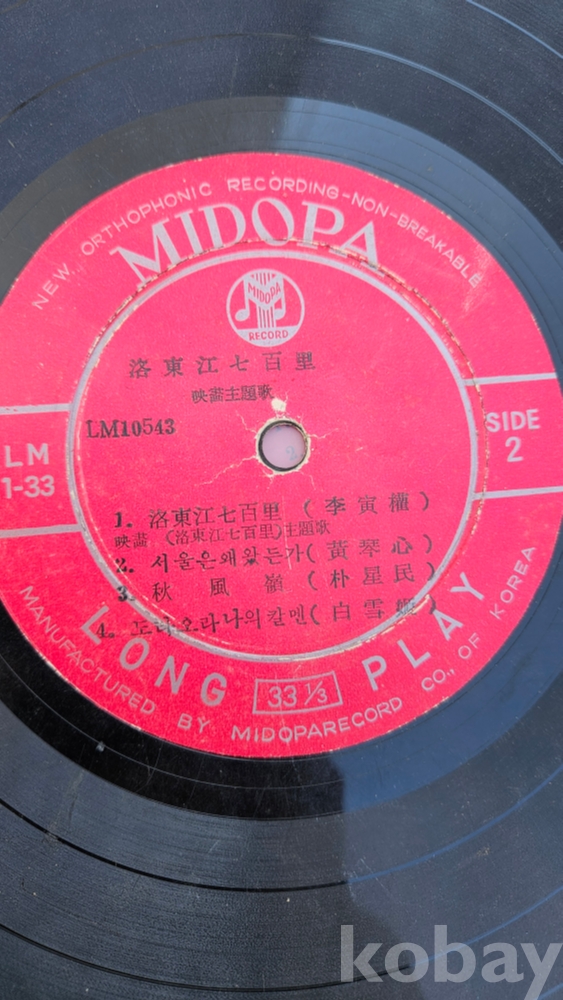 NEW ORTHOPHONIC RECORDING-NON-BREAKABLE
MIDOPA
MIDOPA
RECORD
洛東江七百里
映畵主題歌
LM10543
LM
1-33
SIDE
2
1. 洛東江七百里 (李寅權)
映畵 《洛東江七百里》主題歌
2. 서울은왜왔든가(黃琴心)
3. 秋風嶺 (朴星民)
4. 도라오라나의칼멘(白雪姬)
LONG 33 1/3 PLAY
MANUFACTURED BY MIDOPARECORD CO., OF KOREA
kobay